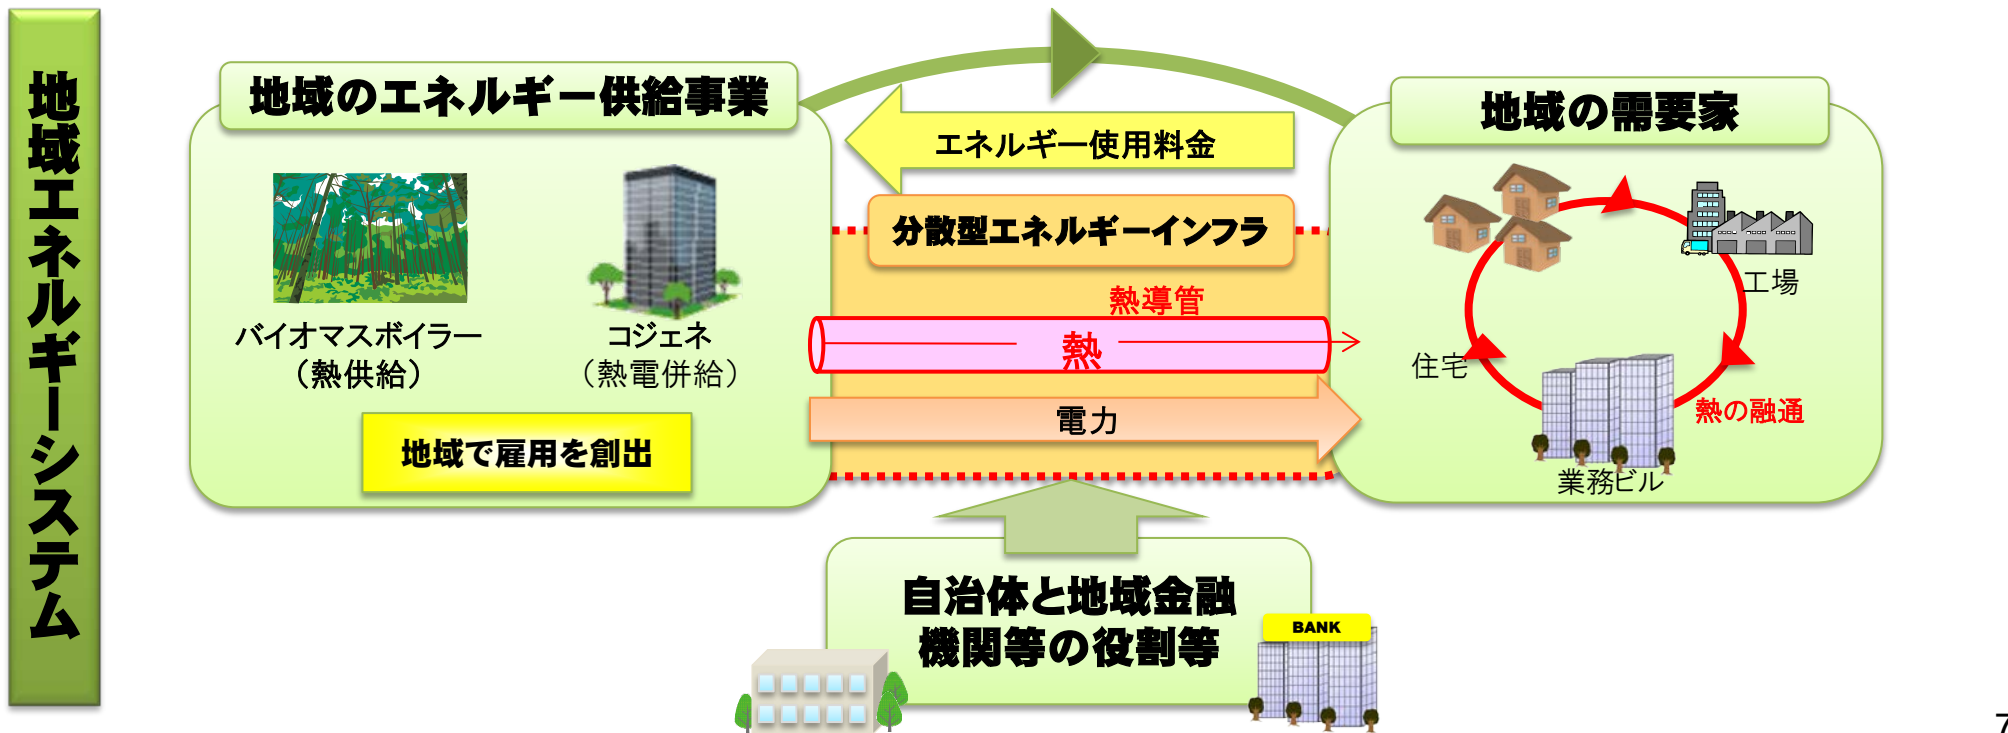 地域エネルギーシステム
地域のエネルギー供給事業
バイオマスボイラー
（熱供給）
コジェネ
（熱電併給）
地域で雇用を創出
エネルギー使用料金
分散型エネルギーインフラ
熱導管
熱
電力
地域の需要家
工場
住宅
熱の融通
業務ビル
自治体と地域金融
機関等の役割等
BANK
7